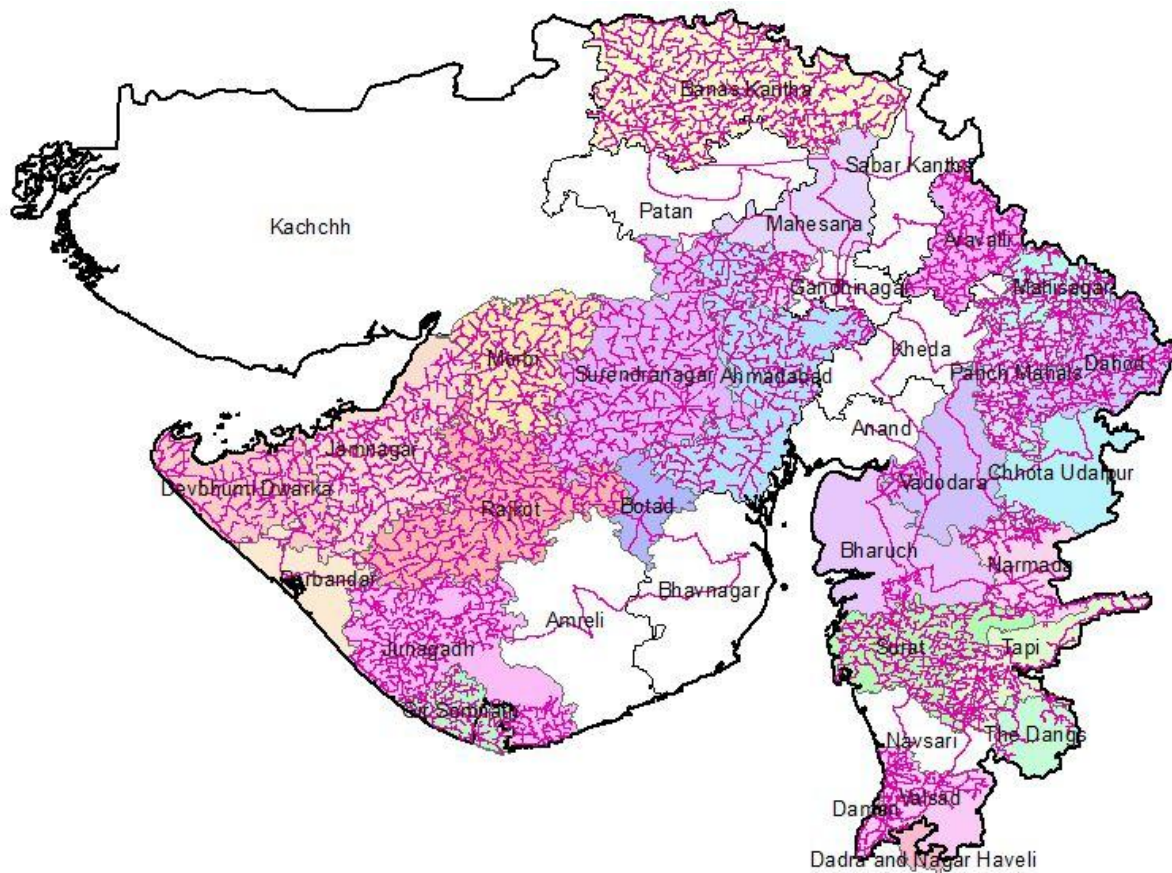 Banas Kantha
Sabar Kantha
Patan
Kachchh
Mahesana
Aravalli
Gandhinagar
Mahisagar
Morbi
Kheda
Surendranagar
Ahmadabad
Panch Mahals
Dahod
Anand
Jamnagar
Chhota Udaipur
Devbhumi Dwarka
Vadodara
Rajkot
Botad
Bharuch
Narmada
Porbandar
Bhavnagar
Amreli
Junagadh
Surat
Tapi
Gir Somnath
The Dangs
Navsari
Valsad
Daman
Dadra and Nagar Haveli